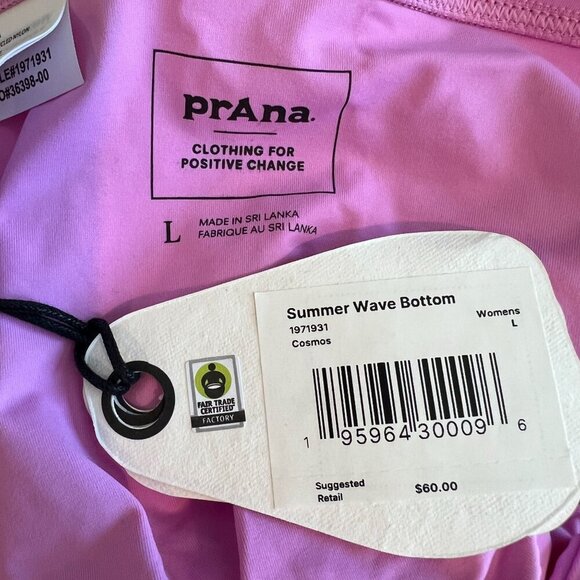 LE#1971931
O#36398-00
prAna.
CLOTHING FOR
POSITIVE CHANGE
L
MADE IN SRI LANKA
FABRIQUE AU SRI LANKA
Summer Wave Bottom
1971931
Cosmos
Womens
L
FAIR TRADE
CERTIFIED
FACTORY
1 95964 30009 6
Suggested
Retail
$60.00